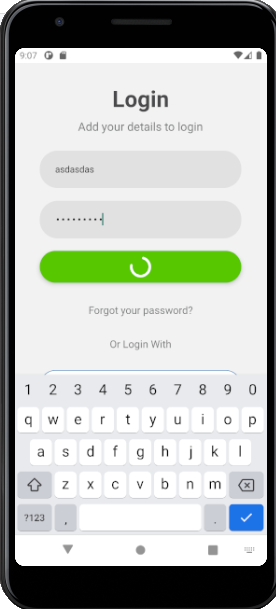 9:07
Login
Add your details to login
asdasdas
•••••••••
Forgot your password?
Or Login With
1 2 3 4 5 6 7 8 9 0
q w e r t y u i o p
a s d f g h j k l
z x c v b n m
?123 , .